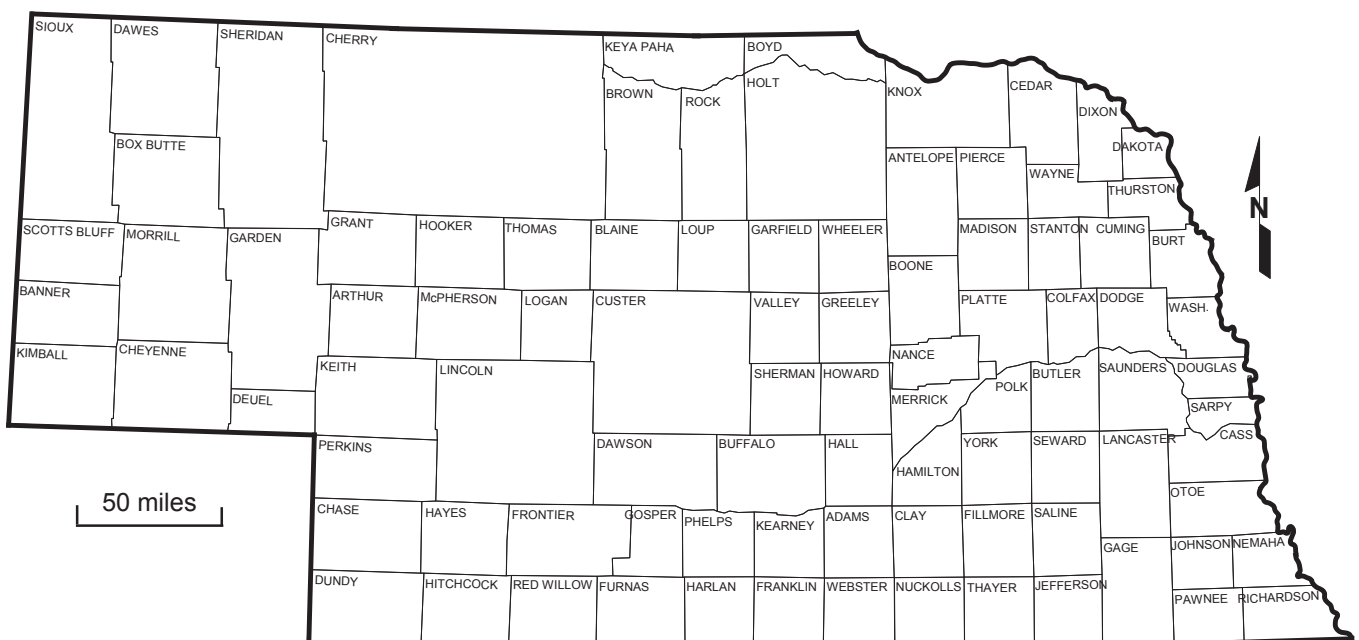 SIOUX
DAWES
SHERIDAN
CHERRY
KEYA PAHA
BOYD
BROWN
ROCK
HOLT
KNOX
CEDAR
DIXON
DAKOTA
BOX BUTTE
ANTELOPE
PIERCE
WAYNE
THURSTON
SCOTTS BLUFF
MORRILL
GARDEN
GRANT
HOOKER
THOMAS
BLAINE
LOUP
GARFIELD
WHEELER
MADISON
STANTON
CUMING
BURT
N
BOONE
BANNER
ARTHUR
McPHERSON
LOGAN
CUSTER
VALLEY
GREELEY
PLATTE
COLFAX
DODGE
WASH.
KIMBALL
CHEYENNE
KEITH
LINCOLN
SHERMAN
HOWARD
NANCE
MERRICK
POLK
BUTLER
SAUNDERS
DOUGLAS
DEUEL
SARPY
PERKINS
DAWSON
BUFFALO
HALL
HAMILTON
YORK
SEWARD
LANCASTER
CASS
OTOE
50 miles
CHASE
HAYES
FRONTIER
GOSPER
PHELPS
KEARNEY
ADAMS
CLAY
FILLMORE
SALINE
GAGE
JOHNSON
NEMAHA
DUNDY
HITCHCOCK
RED WILLOW
FURNAS
HARLAN
FRANKLIN
WEBSTER
NUCKOLLS
THAYER
JEFFERSON
PAWNEE
RICHARDSON